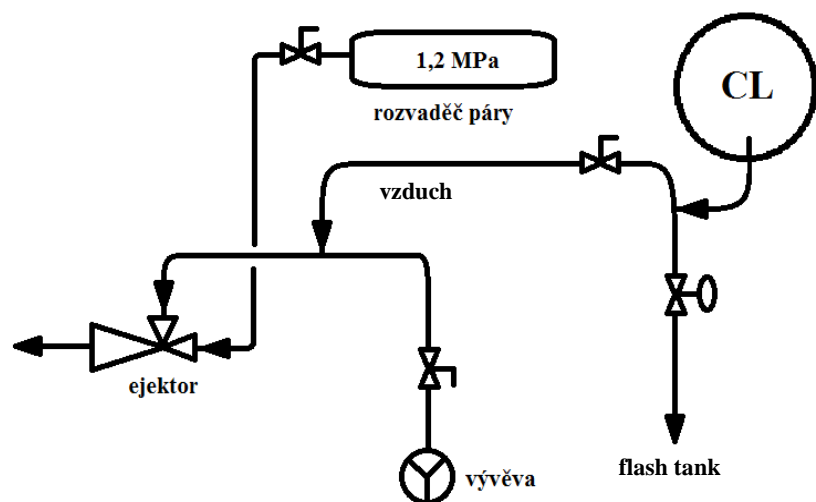 1,2 MPa
CL
rozvaděč páry
vzduch
ejektor
vývěva
flash tank